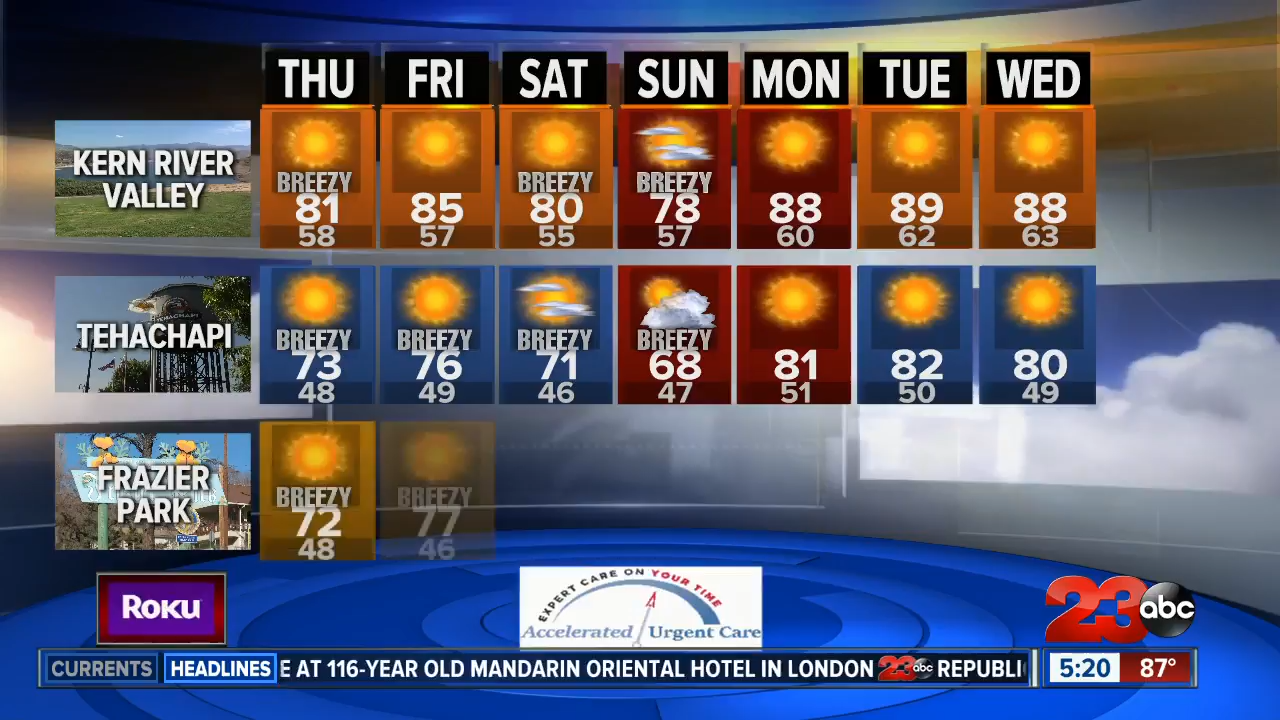 THU FRI SAT SUN MON TUE WED
KERN RIVER
VALLEY
BREEZY BREEZY BREEZY
81 85 80 78 88 89 88
58 57 55 57 60 62 63
TEHACHAPI
BREEZY BREEZY BREEZY BREEZY
73 76 71 68 81 82 80
48 49 46 47 51 50 49
FRAZIER
PARK
BREEZY BREEZY
72 77
48 46
ROKU
EXPERT CARE ON YOUR TIME
Accelerated Urgent Care
23 abc
CURRENTS HEADLINES E AT 116-YEAR OLD MANDARIN ORIENTAL HOTEL IN LONDON 23 abc REPUBLI 5:20 87°